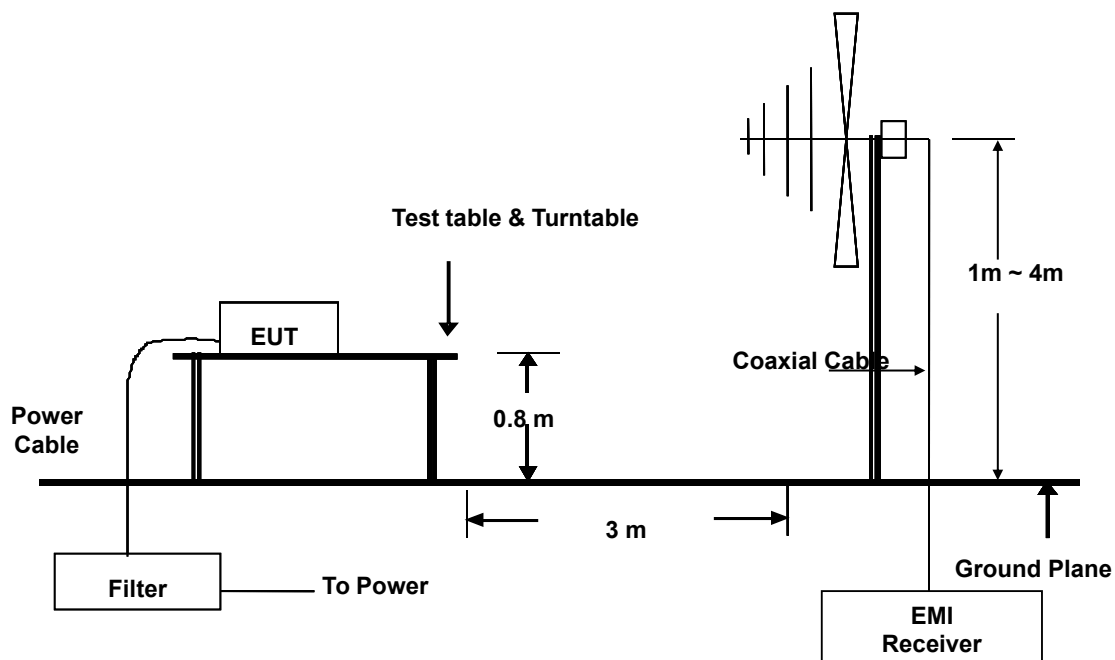 Test table & Turntable
EUT
1m ~ 4m
Coaxial Cable
0.8 m
Power
Cable
3 m
Filter
To Power
Ground Plane
EMI
Receiver